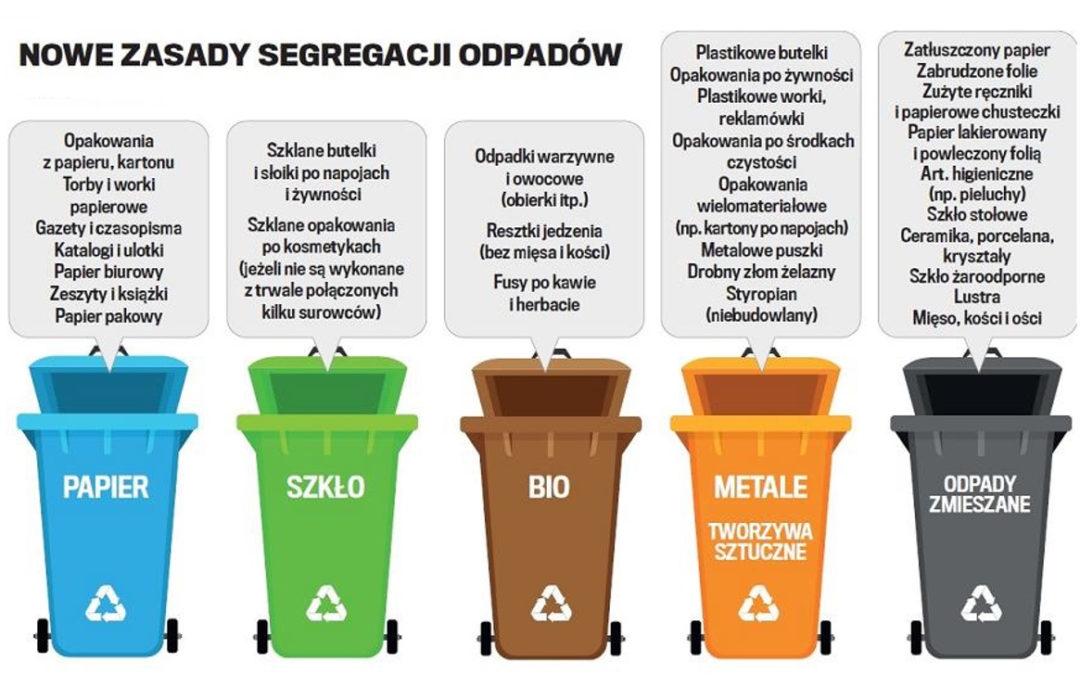 NOWE ZASADY SEGREGACJI ODPADÓW
Opakowania
z papieru, kartonu
Torby i worki
papierowe
Gazety i czasopisma
Katalogi i ulotki
Papier biurowy
Zeszyty i książki
Papier pakowy
Szklane butelki
i słoiki po napojach
i żywności
Szklane opakowania
po kosmetykach
(jeżeli nie są wykonane
z trwale połączonych
kilku surowców)
Odpadki warzywne
i owocowe
(obierki itp.)
Resztki jedzenia
(bez mięsa i kości)
Fusy po kawie
i herbacie
Plastikowe butelki
Opakowania po żywności
Plastikowe worki,
reklamówki
Opakowania po środkach
czystości
Opakowania
wielomateriałowe
(np. kartony po napojach)
Metalowe puszki
Drobny złom żelazny
Styropian
(niebudowlany)
Zatłuszczony papier
Zabrudzone folie
Zużyte ręczniki
i papierowe chusteczki
Papier lakierowany
i powleczony folią
Art. higieniczne
(np. pieluchy)
Szkło stołowe
Ceramika, porcelana,
kryształy
Szkło żaroodporne
Lustra
Mięso, kości i ości
PAPIER
SZKŁO
BIO
METALE
TWORZYWA
SZTUCZNE
ODPADY
ZMIESZANE